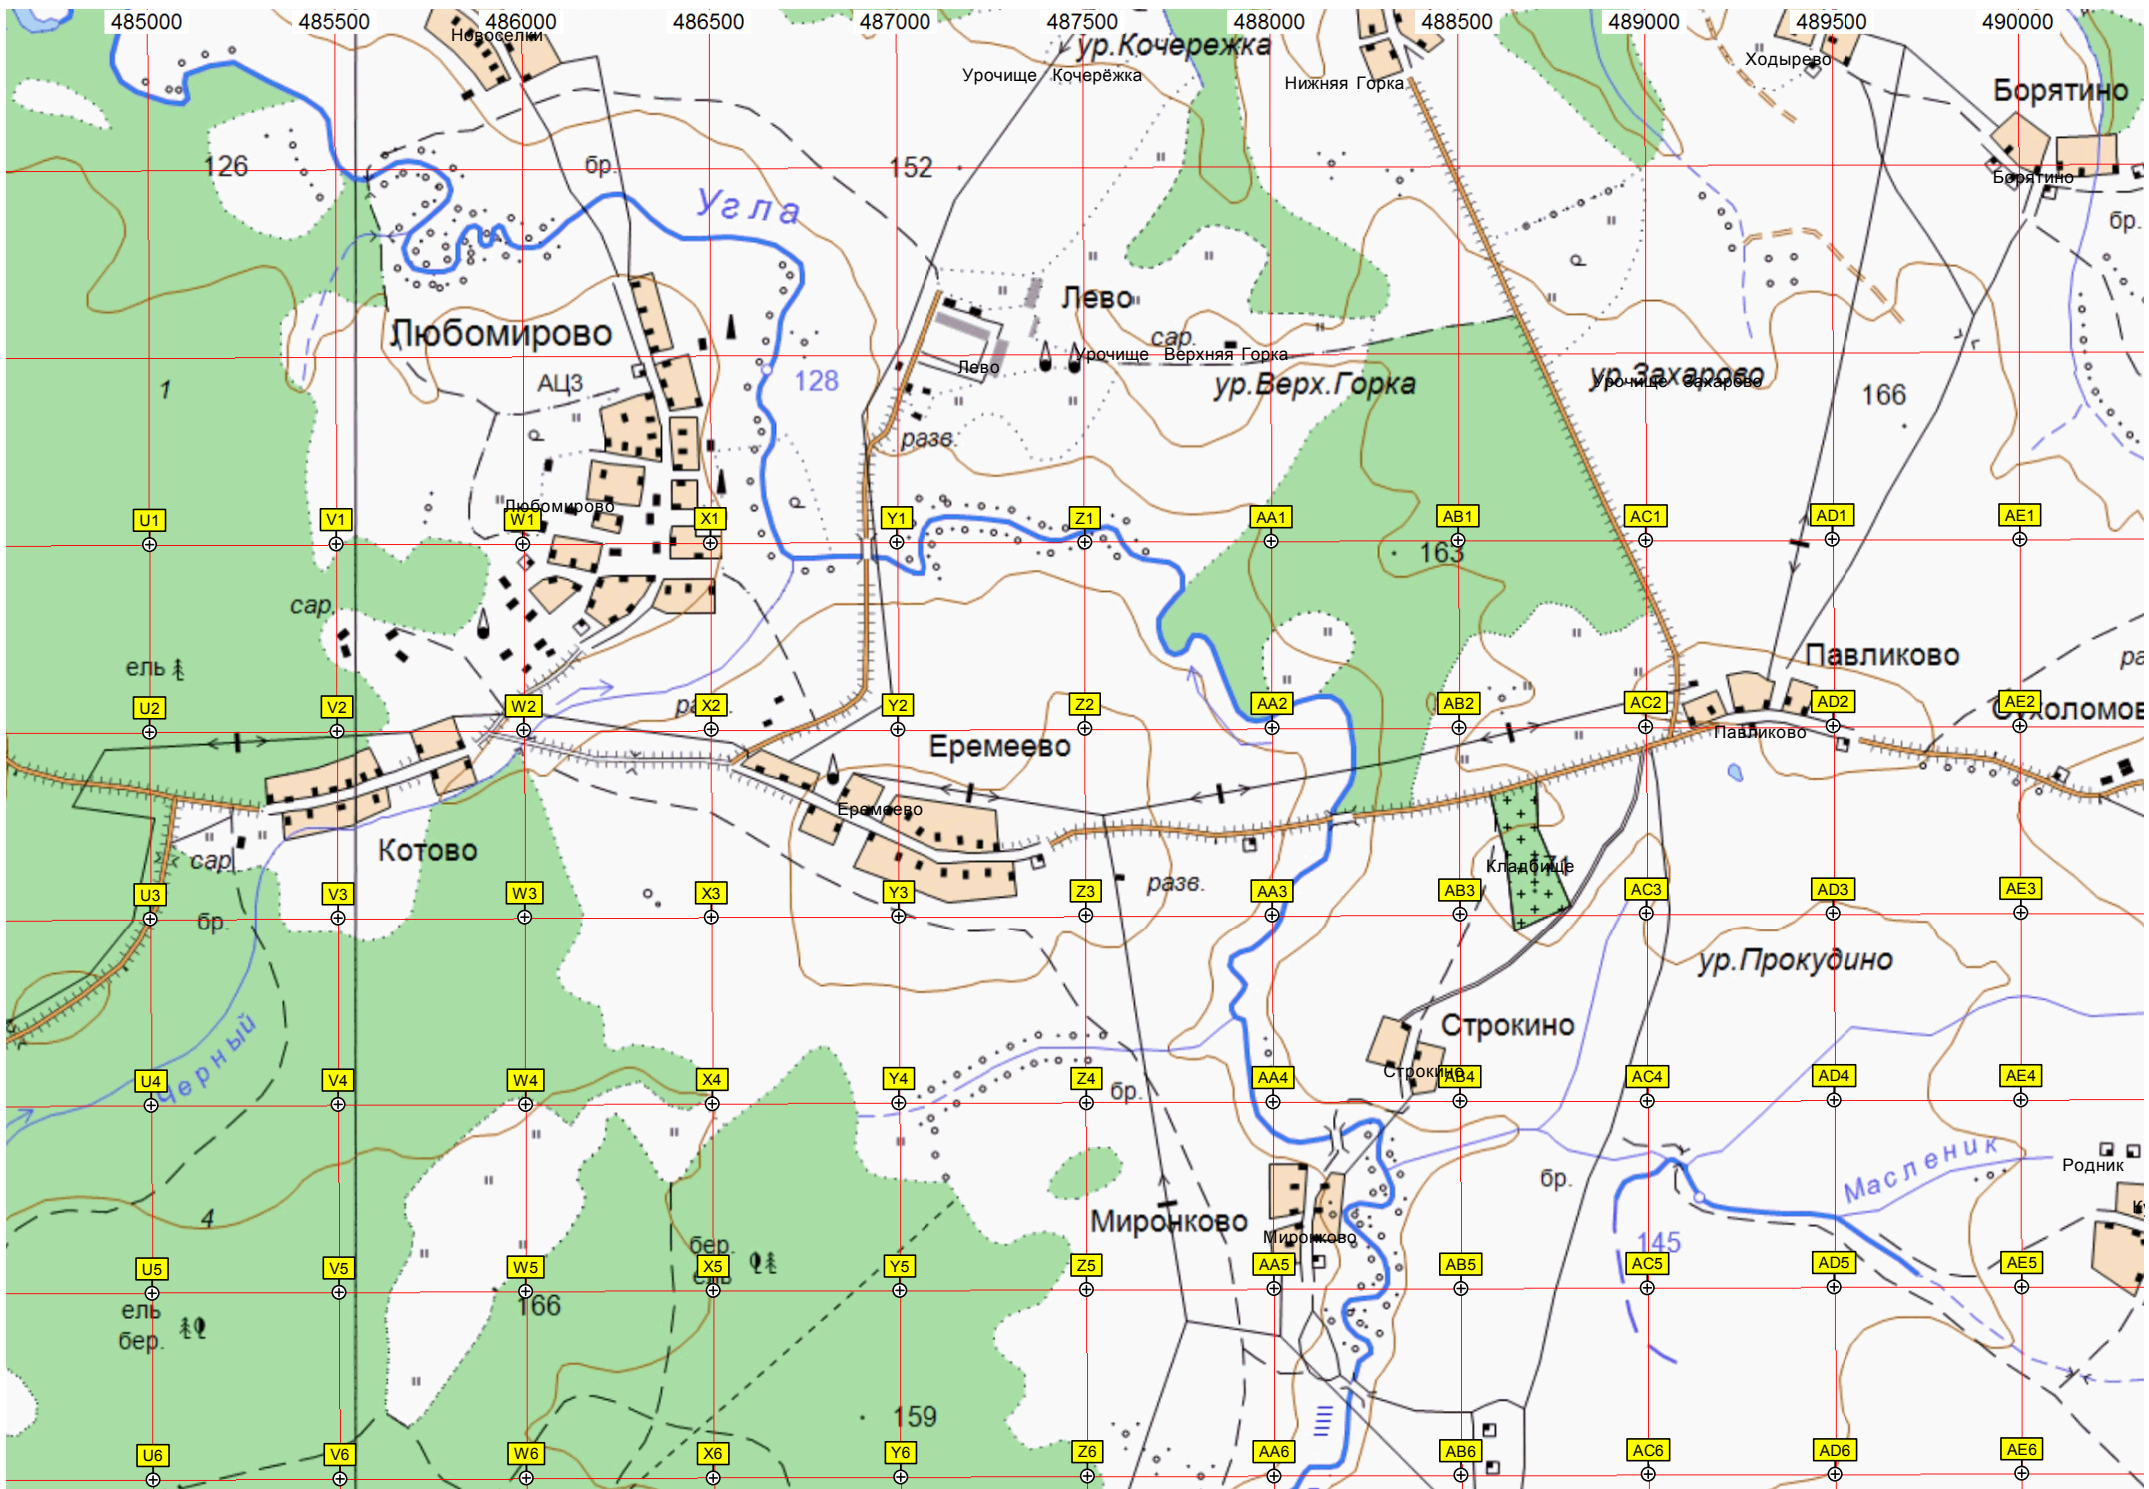 485000 485500 486000 486500 487000 487500 488000 488500 489000 489500 490000
Новоселки
ур.Кочережка
Урочище Кочерёжка
Нижняя Горка
Ходырево
Борятино
Борятино
126
бр.
152
Угла
бр.
Лево
Любомирово
сар.
Урочище Верхняя Горка
Лево
1
АЦЗ
128
ур.Верх.Горка
ур.Захарово
Урочище Захарово
166
разв.
Любомирово
U1 V1 W1 X1 Y1 Z1 AA1 AB1 AC1 AD1 AE1
163
сар.
ель
Павликово
U2 V2 W2 X2 Y2 Z2 AA2 AB2 AC2 AD2 AE2
Павликово
Еремеево
Еремеево
Котово
сар.
Кладбище
разв.
U3 V3 W3 X3 Y3 Z3 AA3 AB3 AC3 AD3 AE3
бр.
ур.Прокудино
Строкино
Черный
Строкино
U4 V4 W4 X4 Y4 Z4 AA4 AB4 AC4 AD4 AE4
бр.
Масленик
Родник
бр.
4
Миронково
Миронково
бер.
ель
145
U5 V5 W5 X5 Y5 Z5 AA5 AB5 AC5 AD5 AE5
ель
бер.
166
159
U6 V6 W6 X6 Y6 Z6 AA6 AB6 AC6 AD6 AE6